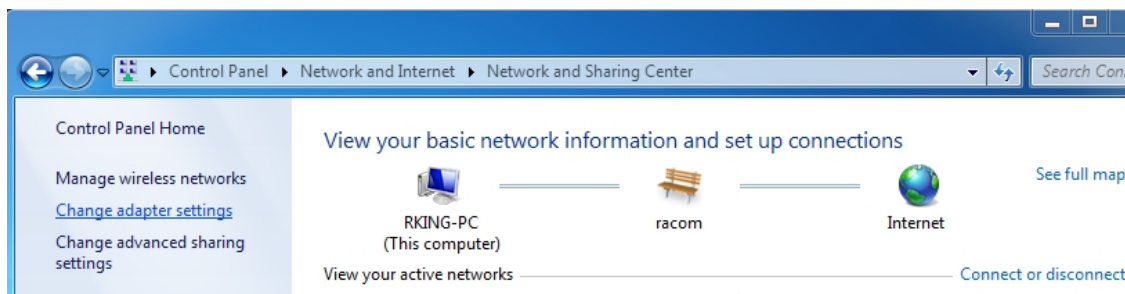 Control Panel ▸ Network and Internet ▸ Network and Sharing Center
Search Con
Control Panel Home
Manage wireless networks
Change adapter settings
Change advanced sharing
settings
View your basic network information and set up connections
See full map
RKING-PC
(This computer)
racom
Internet
View your active networks
Connect or disconnect